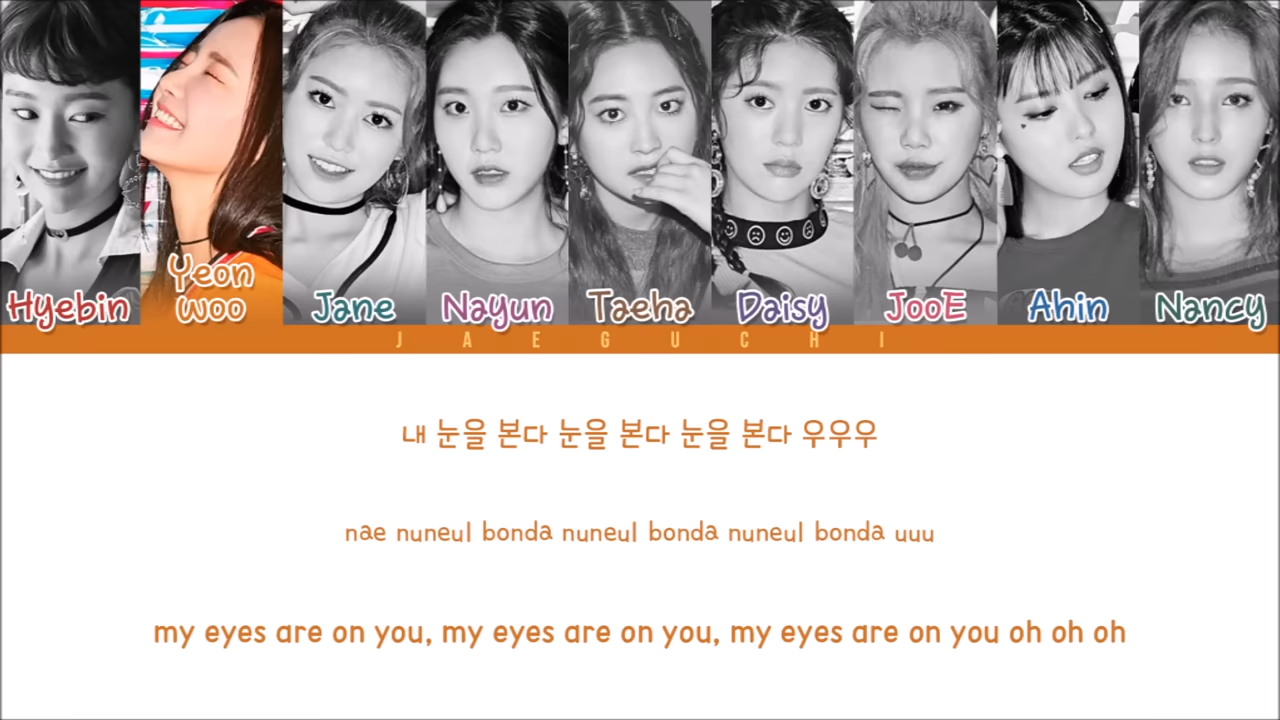 Hyebin
Yeon
woo
Jane
Nayun
Taeha
Daisy
JooE
Ahin
Nancy
JAEGUCHI
내 눈을 본다 눈을 본다 눈을 본다 우우우
nae nuneul bonda nuneul bonda nuneul bonda uuu
my eyes are on you, my eyes are on you, my eyes are on you oh oh oh